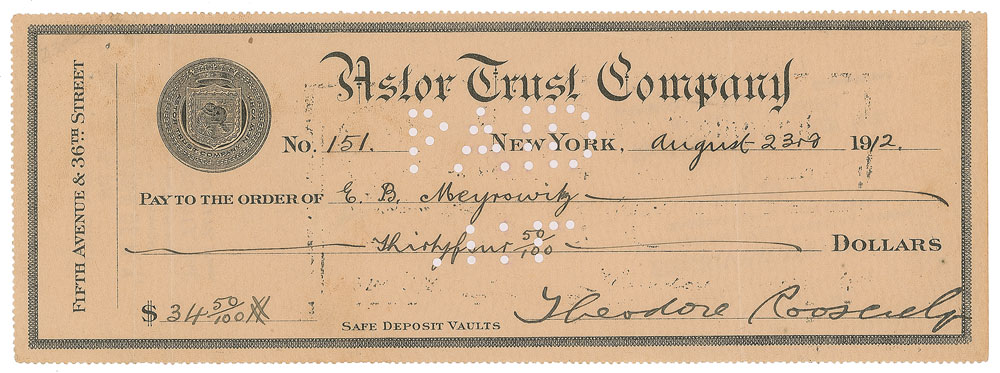 Astor Trust Company
FIFTH AVENUE & 36TH STREET
No. 151. NEW YORK, August 23rd 1912.
PAID
PAY TO THE ORDER OF E. B. Meyrowitz
Thirtyfour 50/100 DOLLARS
$ 34 50/100
SAFE DEPOSIT VAULTS
Theodore Roosevelt